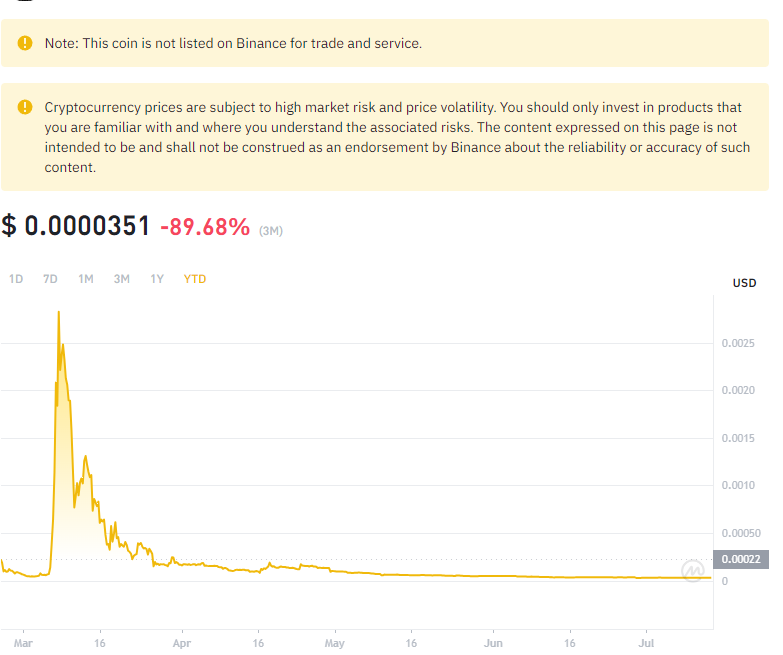 Note: This coin is not listed on Binance for trade and service.
Cryptocurrency prices are subject to high market risk and price volatility. You should only invest in products that
you are familiar with and where you understand the associated risks. The content expressed on this page is not
intended to be and shall not be construed as an endorsement by Binance about the reliability or accuracy of such
content.
$ 0.0000351 -89.68% (3M)
1D 7D 1M 3M 1Y YTD
USD
0.0025
0.0020
0.0015
0.0010
0.00050
0.00022
0
Mar 16 Apr 16 May 16 Jun 16 Jul